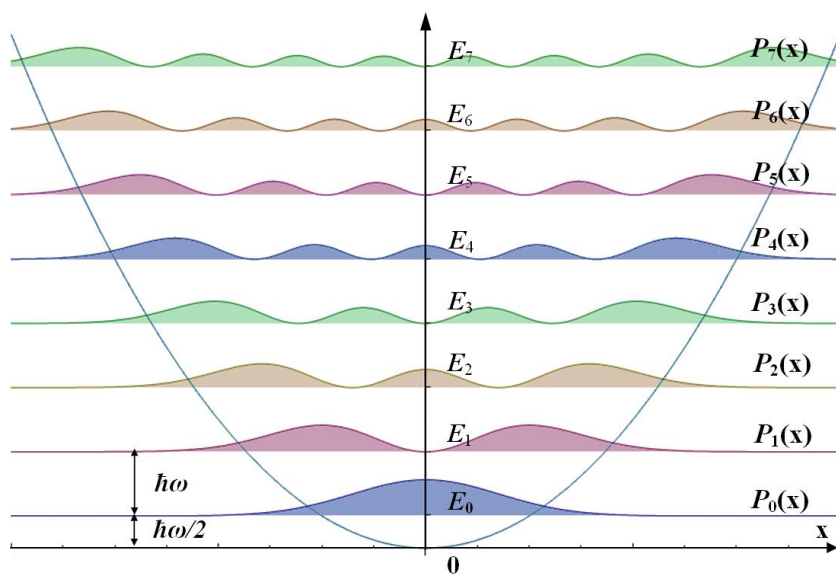 E₇ P₇(x)
E₆ P₆(x)
E₅ P₅(x)
E₄ P₄(x)
E₃ P₃(x)
E₂ P₂(x)
E₁ P₁(x)
ħω
E₀ P₀(x)
ħω/2 x
0